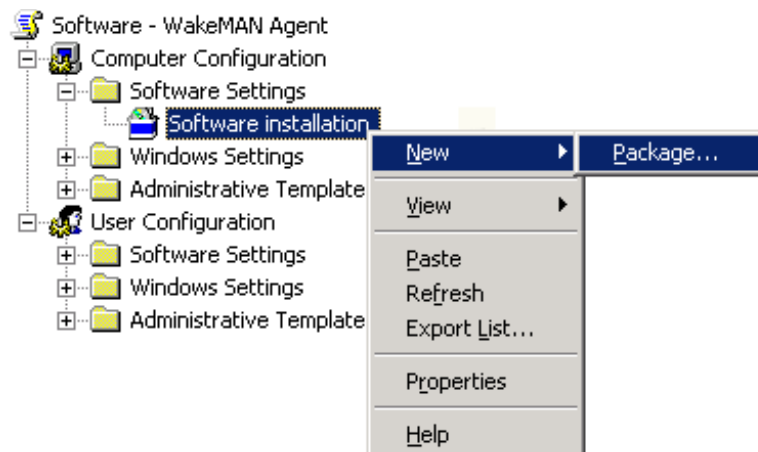 Software - WakeMAN Agent
Computer Configuration
Software Settings
Software installation
Windows Settings
Administrative Template
User Configuration
Software Settings
Windows Settings
Administrative Template
New
Package...
View
Paste
Refresh
Export List...
Properties
Help